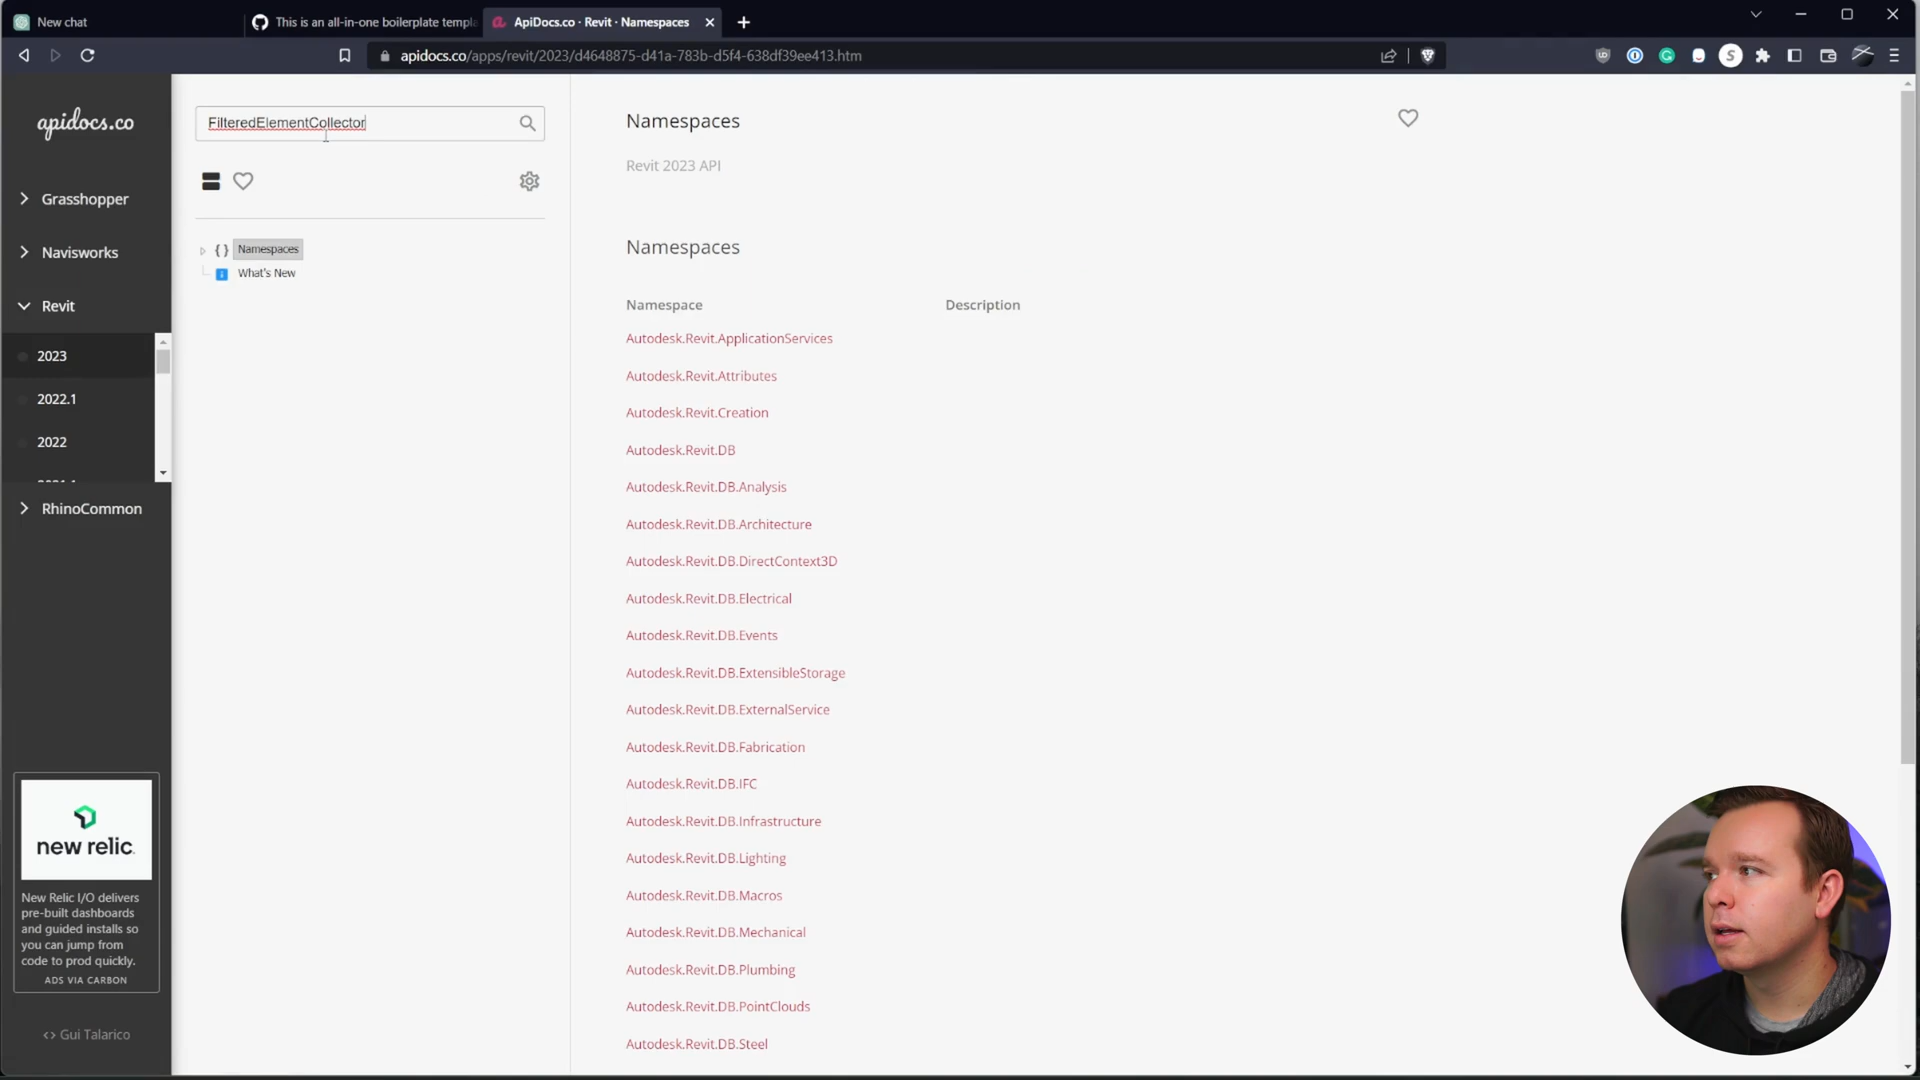 New chat
This is an all-in-one boilerplate templ
ApiDocs.co · Revit · Namespaces
apidocs.co/apps/revit/2023/d4648875-d41a-783b-d5f4-638df39ee413.htm
S
apidocs.co
Grasshopper
Navisworks
Revit
2023
2022.1
2022
RhinoCommon
new relic.
New Relic I/O delivers
pre-built dashboards
and guided installs so
you can jump from
code to prod quickly.
ADS VIA CARBON
<> Gui Talarico
FilteredElementCollector
{ } Namespaces
What's New
Namespaces
Revit 2023 API
Namespaces
Namespace Description
Autodesk.Revit.ApplicationServices
Autodesk.Revit.Attributes
Autodesk.Revit.Creation
Autodesk.Revit.DB
Autodesk.Revit.DB.Analysis
Autodesk.Revit.DB.Architecture
Autodesk.Revit.DB.DirectContext3D
Autodesk.Revit.DB.Electrical
Autodesk.Revit.DB.Events
Autodesk.Revit.DB.ExtensibleStorage
Autodesk.Revit.DB.ExternalService
Autodesk.Revit.DB.Fabrication
Autodesk.Revit.DB.IFC
Autodesk.Revit.DB.Infrastructure
Autodesk.Revit.DB.Lighting
Autodesk.Revit.DB.Macros
Autodesk.Revit.DB.Mechanical
Autodesk.Revit.DB.Plumbing
Autodesk.Revit.DB.PointClouds
Autodesk.Revit.DB.Steel